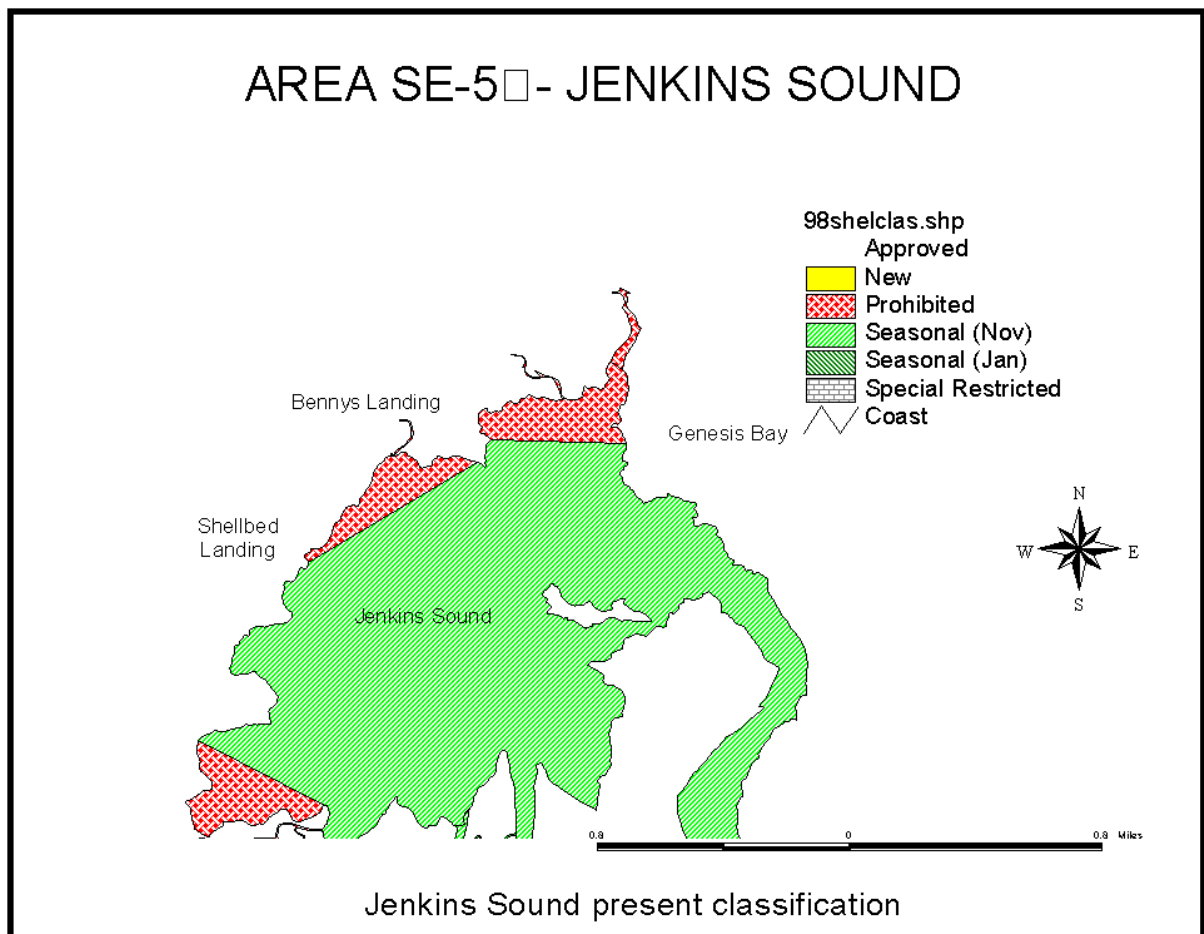 AREA SE-5□ - JENKINS SOUND
98shelclas.shp
Approved
New
Prohibited
Seasonal (Nov)
Seasonal (Jan)
Special Restricted
Coast
Bennys Landing
Genesis Bay
Shellbed
Landing
Jenkins Sound
N
W
E
S
0.8 0 0.8 Miles
Jenkins Sound present classification